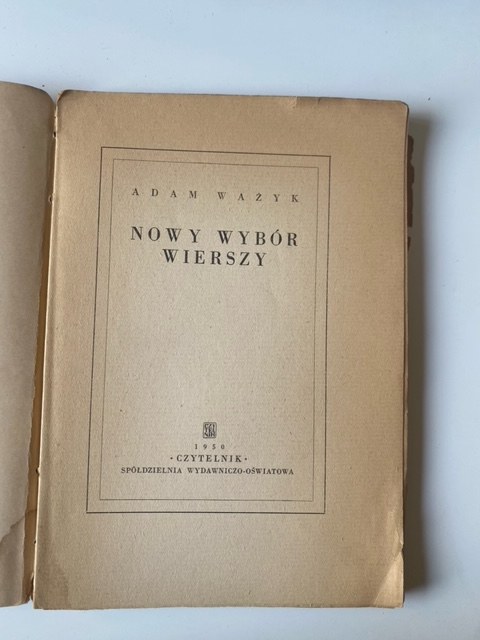 ADAM WAŻYK
NOWY WYBÓR
WIERSZY
1950
• CZYTELNIK •
SPÓŁDZIELNIA WYDAWNICZO-OŚWIATOWA